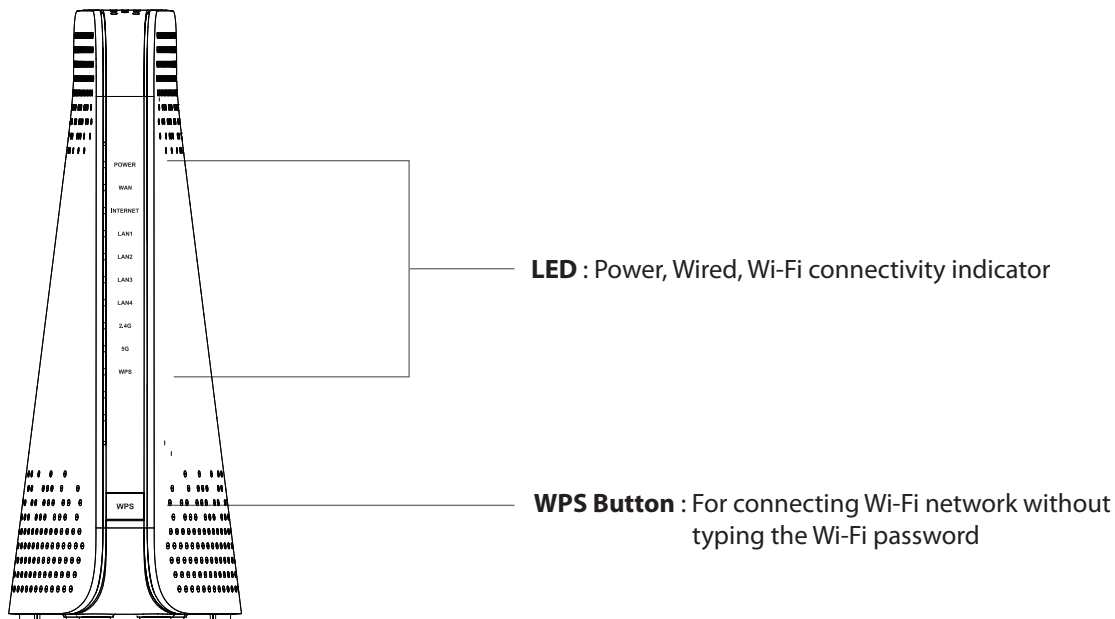 POWER
WAN
INTERNET
LAN1
LAN2
LAN3
LAN4
2.4G
5G
WPS
LED : Power, Wired, Wi-Fi connectivity indicator
WPS
WPS Button : For connecting Wi-Fi network without
typing the Wi-Fi password